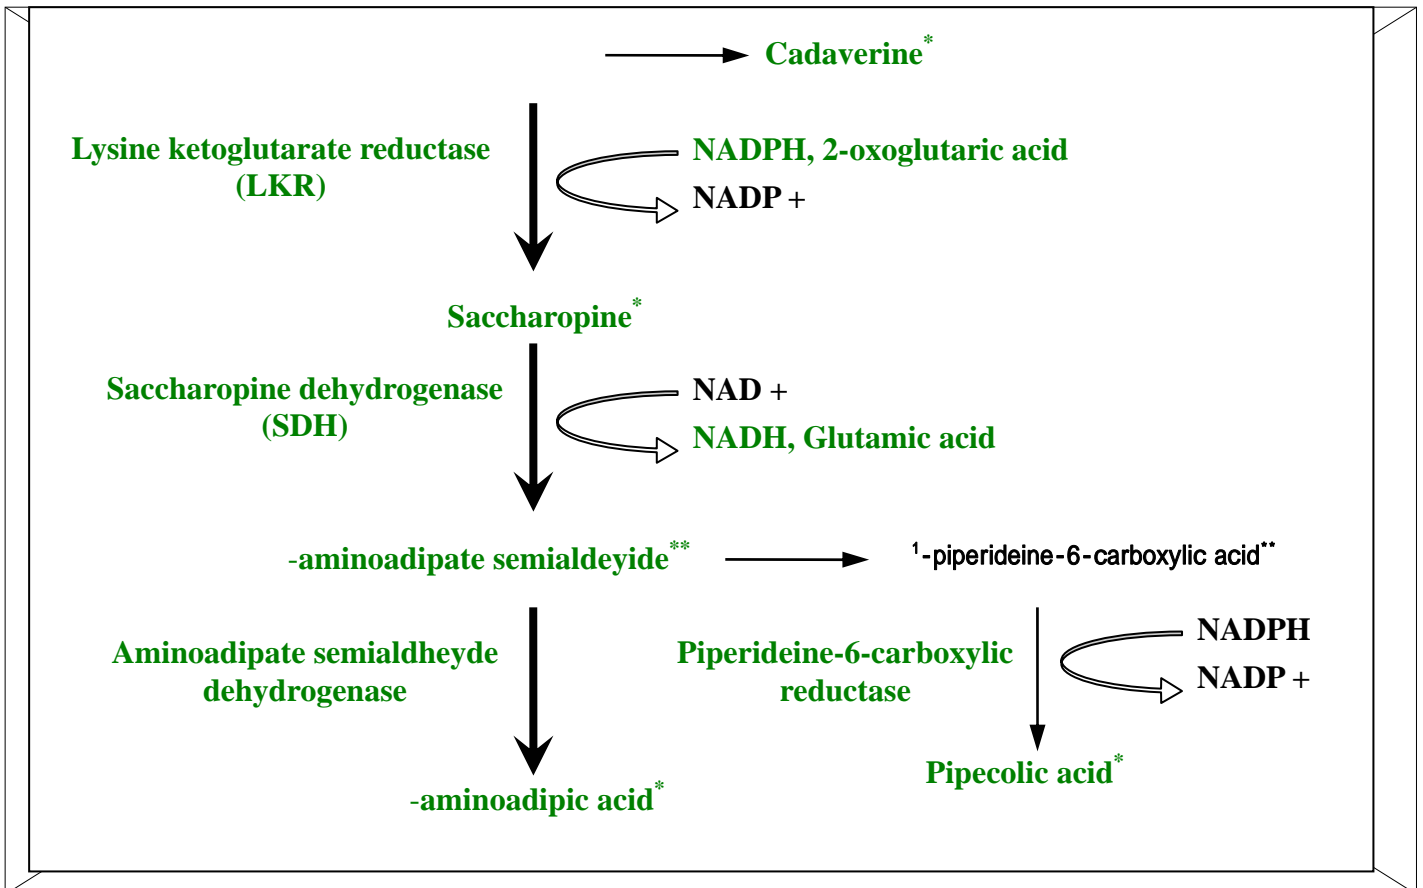 Cadaverine*
Lysine ketoglutarate reductase
(LKR)
NADPH, 2-oxoglutaric acid
NADP +
Saccharopine*
Saccharopine dehydrogenase
(SDH)
NAD +
NADH, Glutamic acid
-aminoadipate semialdeyide**
1-piperideine-6-carboxylic acid**
Aminoadipate semialdheyde
dehydrogenase
Piperideine-6-carboxylic
reductase
NADPH
NADP +
Pipecolic acid*
-aminoadipic acid*